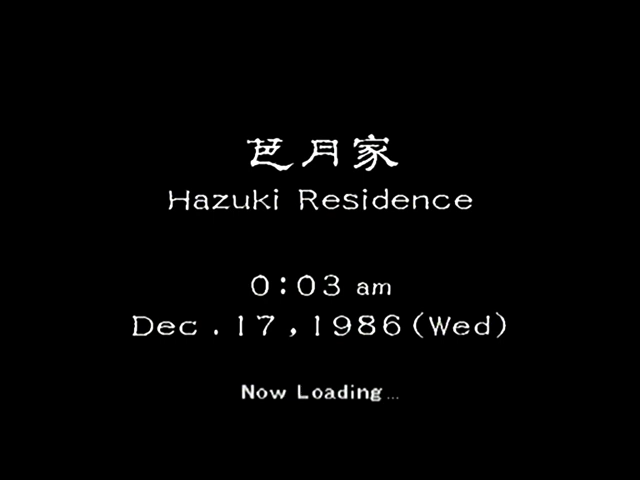 芭月家
Hazuki Residence
0:03 am
Dec.17,1986(Wed)
Now Loading...